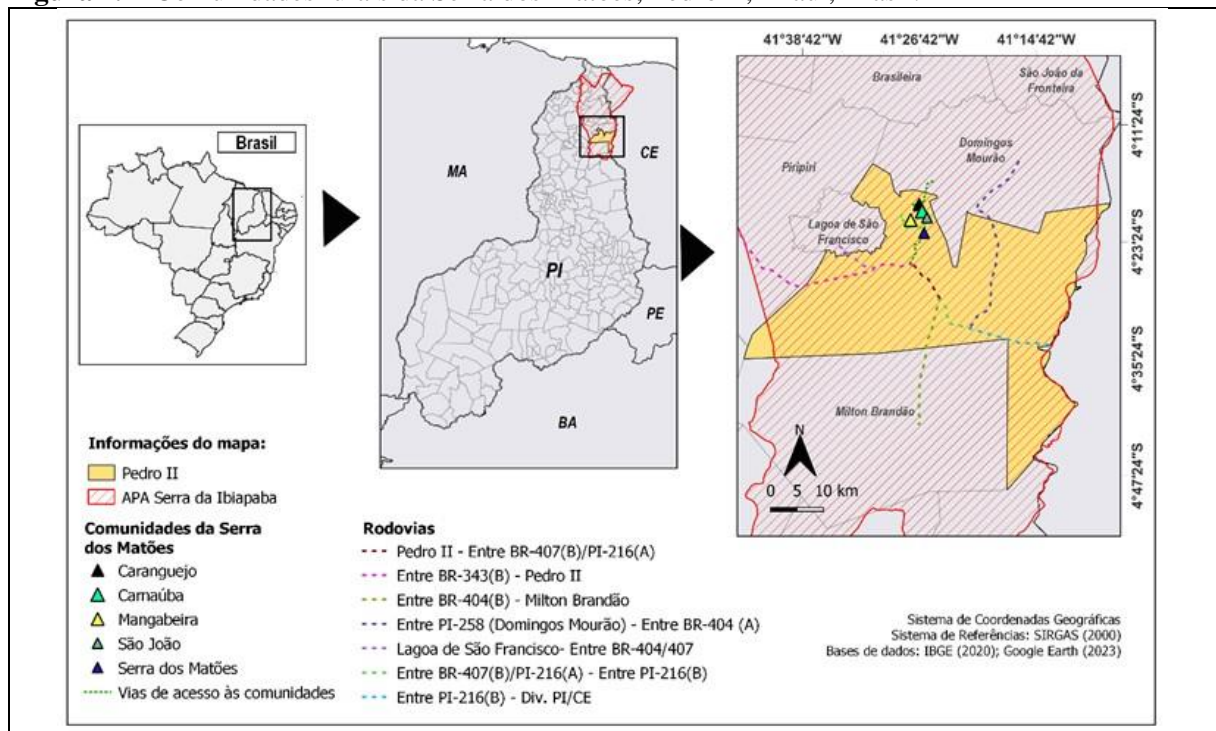 Brasil
MA
CE
PI
PE
BA
41°38'42"W 41°26'42"W 41°14'42"W
Brasileira
São João da
Fronteira
Domingos
Mourão
Piripiri
Lagoa de São
Francisco
Milton Brandão
N
0 5 10 km
4°11'24"S
4°23'24"S
4°35'24"S
4°47'24"S
Informações do mapa:
Pedro II
APA Serra da Ibiapaba
Comunidades da Serra
dos Matões
Caranguejo
Carnaúba
Mangabeira
São João
Serra dos Matões
Vias de acesso às comunidades
Rodovias
Pedro II - Entre BR-407(B)/PI-216(A)
Entre BR-343(B) - Pedro II
Entre BR-404(B) - Milton Brandão
Entre PI-258 (Domingos Mourão) - Entre BR-404 (A)
Lagoa de São Francisco- Entre BR-404/407
Entre BR-407(B)/PI-216(A) - Entre PI-216(B)
Entre PI-216(B) - Div. PI/CE
Sistema de Coordenadas Geográficas
Sistema de Referências: SIRGAS (2000)
Bases de dados: IBGE (2020); Google Earth (2023)